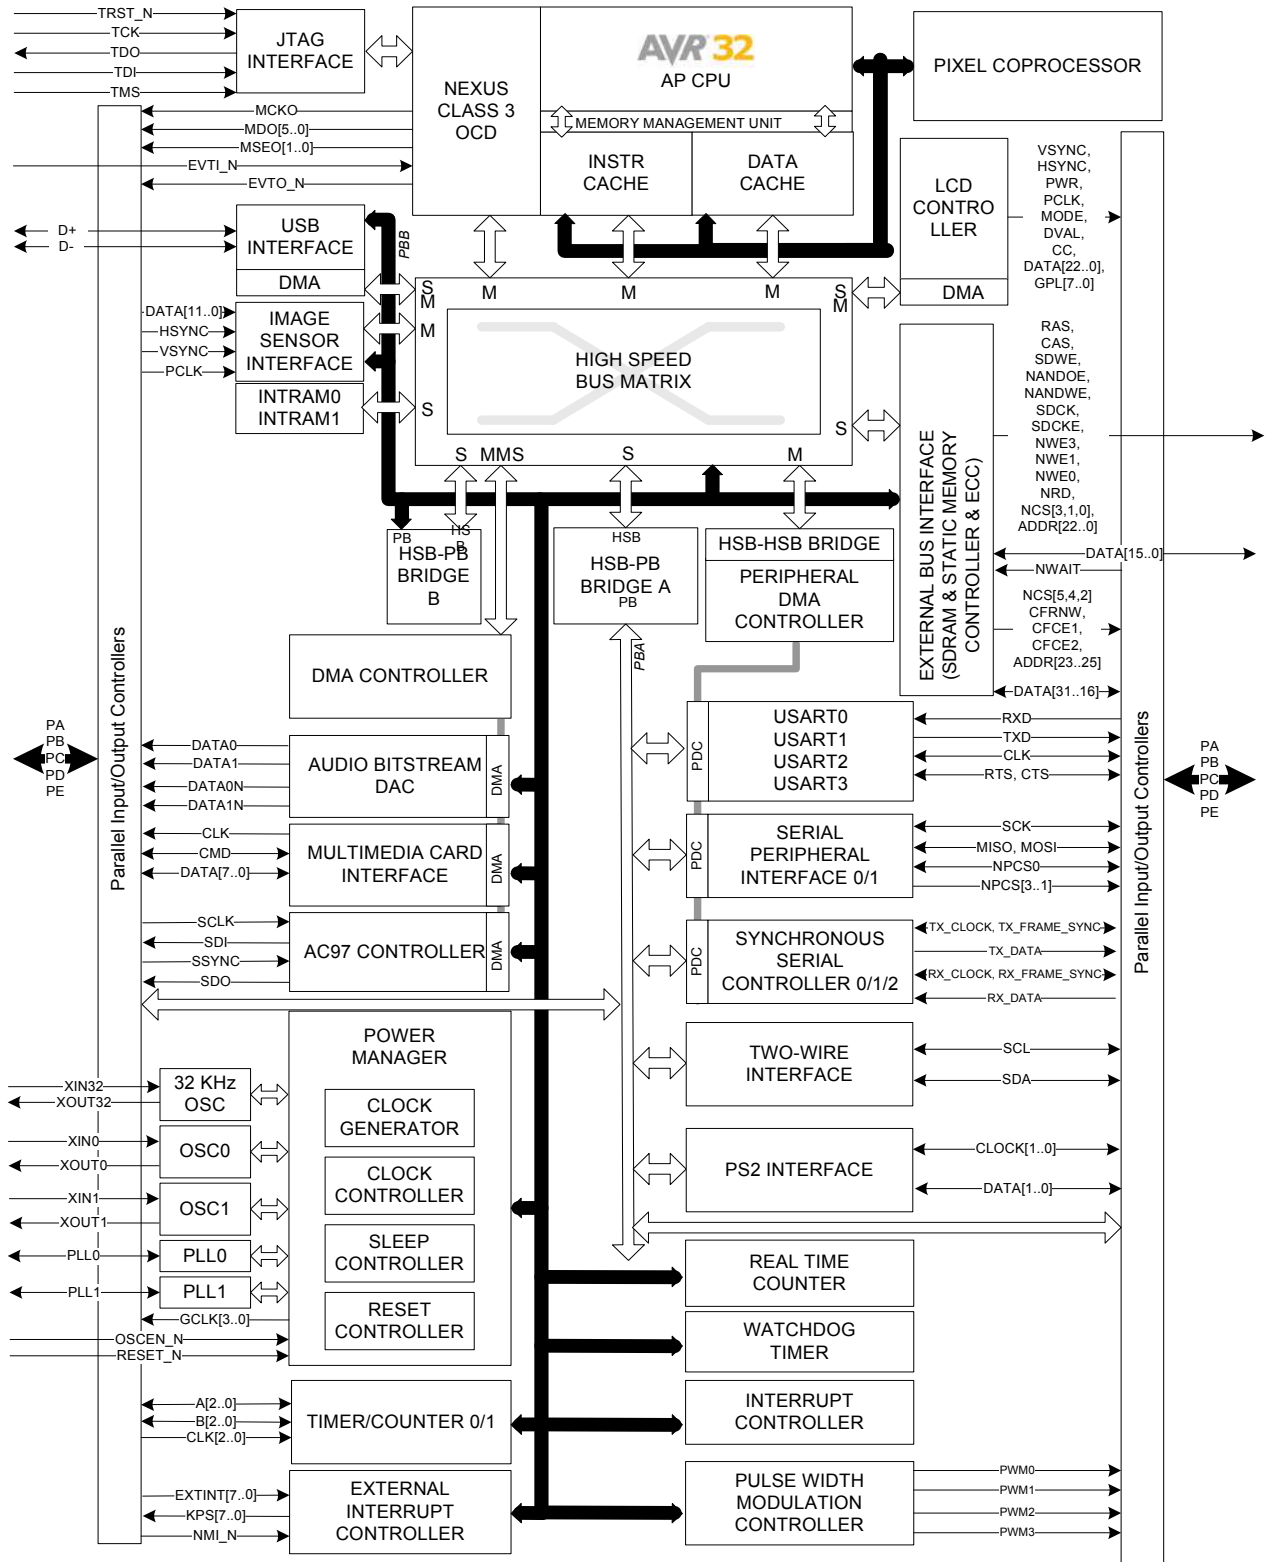 TRST_N
TCK
TDO
TDI
TMS
JTAG
INTERFACE
NEXUS
CLASS 3
OCD
AVR32
AP CPU
MEMORY MANAGEMENT UNIT
INSTR
CACHE
DATA
CACHE
PIXEL COPROCESSOR
MCKO
MDO[5..0]
MSEO[1..0]
EVTI_N
EVTO_N
LCD
CONTRO
LLER
DMA
VSYNC,
HSYNC,
PWR,
PCLK,
MODE,
DVAL,
CC,
DATA[22..0],
GPL[7..0]
D+
D-
USB
INTERFACE
DMA
PBB
DATA[11..0]
HSYNC
VSYNC
PCLK
IMAGE
SENSOR
INTERFACE
INTRAM0
INTRAM1
S
M
M
S
M
M
M
S
M
S
HIGH SPEED
BUS MATRIX
S
MMS
S
M
EXTERNAL BUS INTERFACE
(SDRAM & STATIC MEMORY
CONTROLLER & ECC)
RAS,
CAS,
SDWE,
NANDOE,
NANDWE,
SDCK,
SDCKE,
NWE3,
NWE1,
NWE0,
NRD,
NCS[3,1,0],
ADDR[22..0]
DATA[15..0]
NWAIT
NCS[5,4,2]
CFRNW,
CFCE1,
CFCE2,
ADDR[23..25]
DATA[31..16]
PB
HS
B
HSB-PB
BRIDGE
B
HSB
HSB-PB
BRIDGE A
PB
HSB-HSB BRIDGE
PERIPHERAL
DMA
CONTROLLER
PBA
Parallel Input/Output Controllers
PA
PB
PC
PD
PE
DMA CONTROLLER
DATA0
DATA1
DATA0N
DATA1N
AUDIO BITSTREAM
DAC
DMA
CLK
CMD
DATA[7..0]
MULTIMEDIA CARD
INTERFACE
DMA
SCLK
SDI
SSYNC
SDO
AC97 CONTROLLER
DMA
PDC
USART0
USART1
USART2
USART3
RXD
TXD
CLK
RTS, CTS
PDC
SERIAL
PERIPHERAL
INTERFACE 0/1
SCK
MISO, MOSI
NPCS0
NPCS[3..1]
PDC
SYNCHRONOUS
SERIAL
CONTROLLER 0/1/2
TX_CLOCK, TX_FRAME_SYNC
TX_DATA
RX_CLOCK, RX_FRAME_SYNC
RX_DATA
Parallel Input/Output Controllers
PA
PB
PC
PD
PE
TWO-WIRE
INTERFACE
SCL
SDA
PS2 INTERFACE
CLOCK[1..0]
DATA[1..0]
POWER
MANAGER
CLOCK
GENERATOR
CLOCK
CONTROLLER
SLEEP
CONTROLLER
RESET
CONTROLLER
XIN32
XOUT32
32 KHz
OSC
XIN0
XOUT0
OSC0
XIN1
XOUT1
OSC1
PLL0
PLL0
PLL1
PLL1
GCLK[3..0]
OSCEN_N
RESET_N
REAL TIME
COUNTER
WATCHDOG
TIMER
INTERRUPT
CONTROLLER
A[2..0]
B[2..0]
CLK[2..0]
TIMER/COUNTER 0/1
EXTINT[7..0]
KPS[7..0]
NMI_N
EXTERNAL
INTERRUPT
CONTROLLER
PULSE WIDTH
MODULATION
CONTROLLER
PWM0
PWM1
PWM2
PWM3